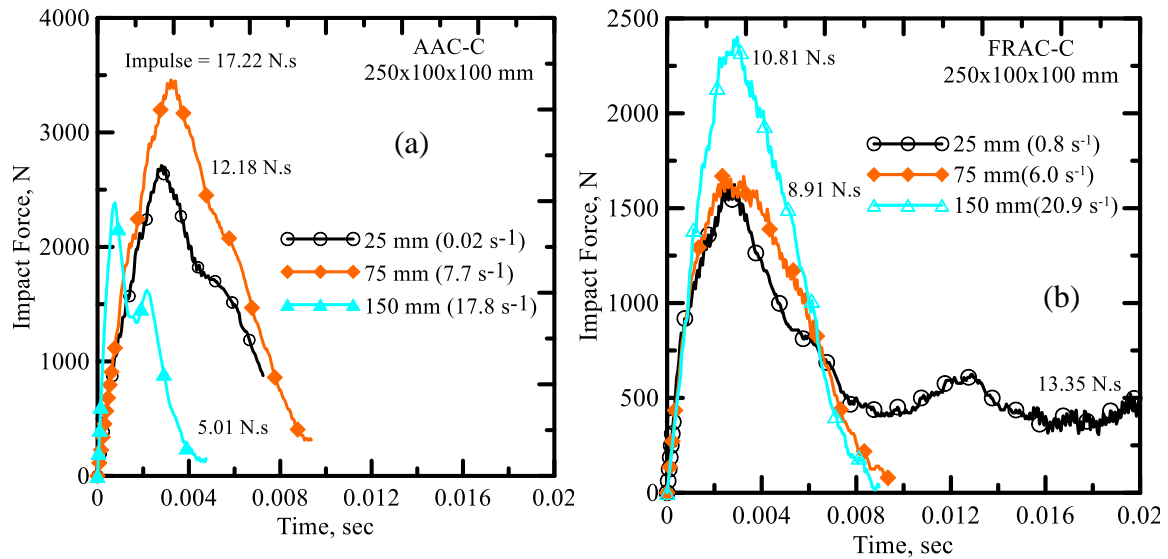 AAC-C
250x100x100 mm
Impulse = 17.22 N.s
(a)
12.18 N.s
25 mm (0.02 s-1)
75 mm (7.7 s-1)
150 mm (17.8 s-1)
5.01 N.s
4000
3000
2000
1000
0
Impact Force, N
0 0.004 0.008 0.012 0.016 0.02
Time, sec
FRAC-C
250x100x100 mm
10.81 N.s
25 mm (0.8 s-1)
75 mm(6.0 s-1)
150 mm(20.9 s-1)
8.91 N.s
(b)
13.35 N.s
2500
2000
1500
1000
500
0
Impact Force, N
0 0.004 0.008 0.012 0.016 0.02
Time, sec